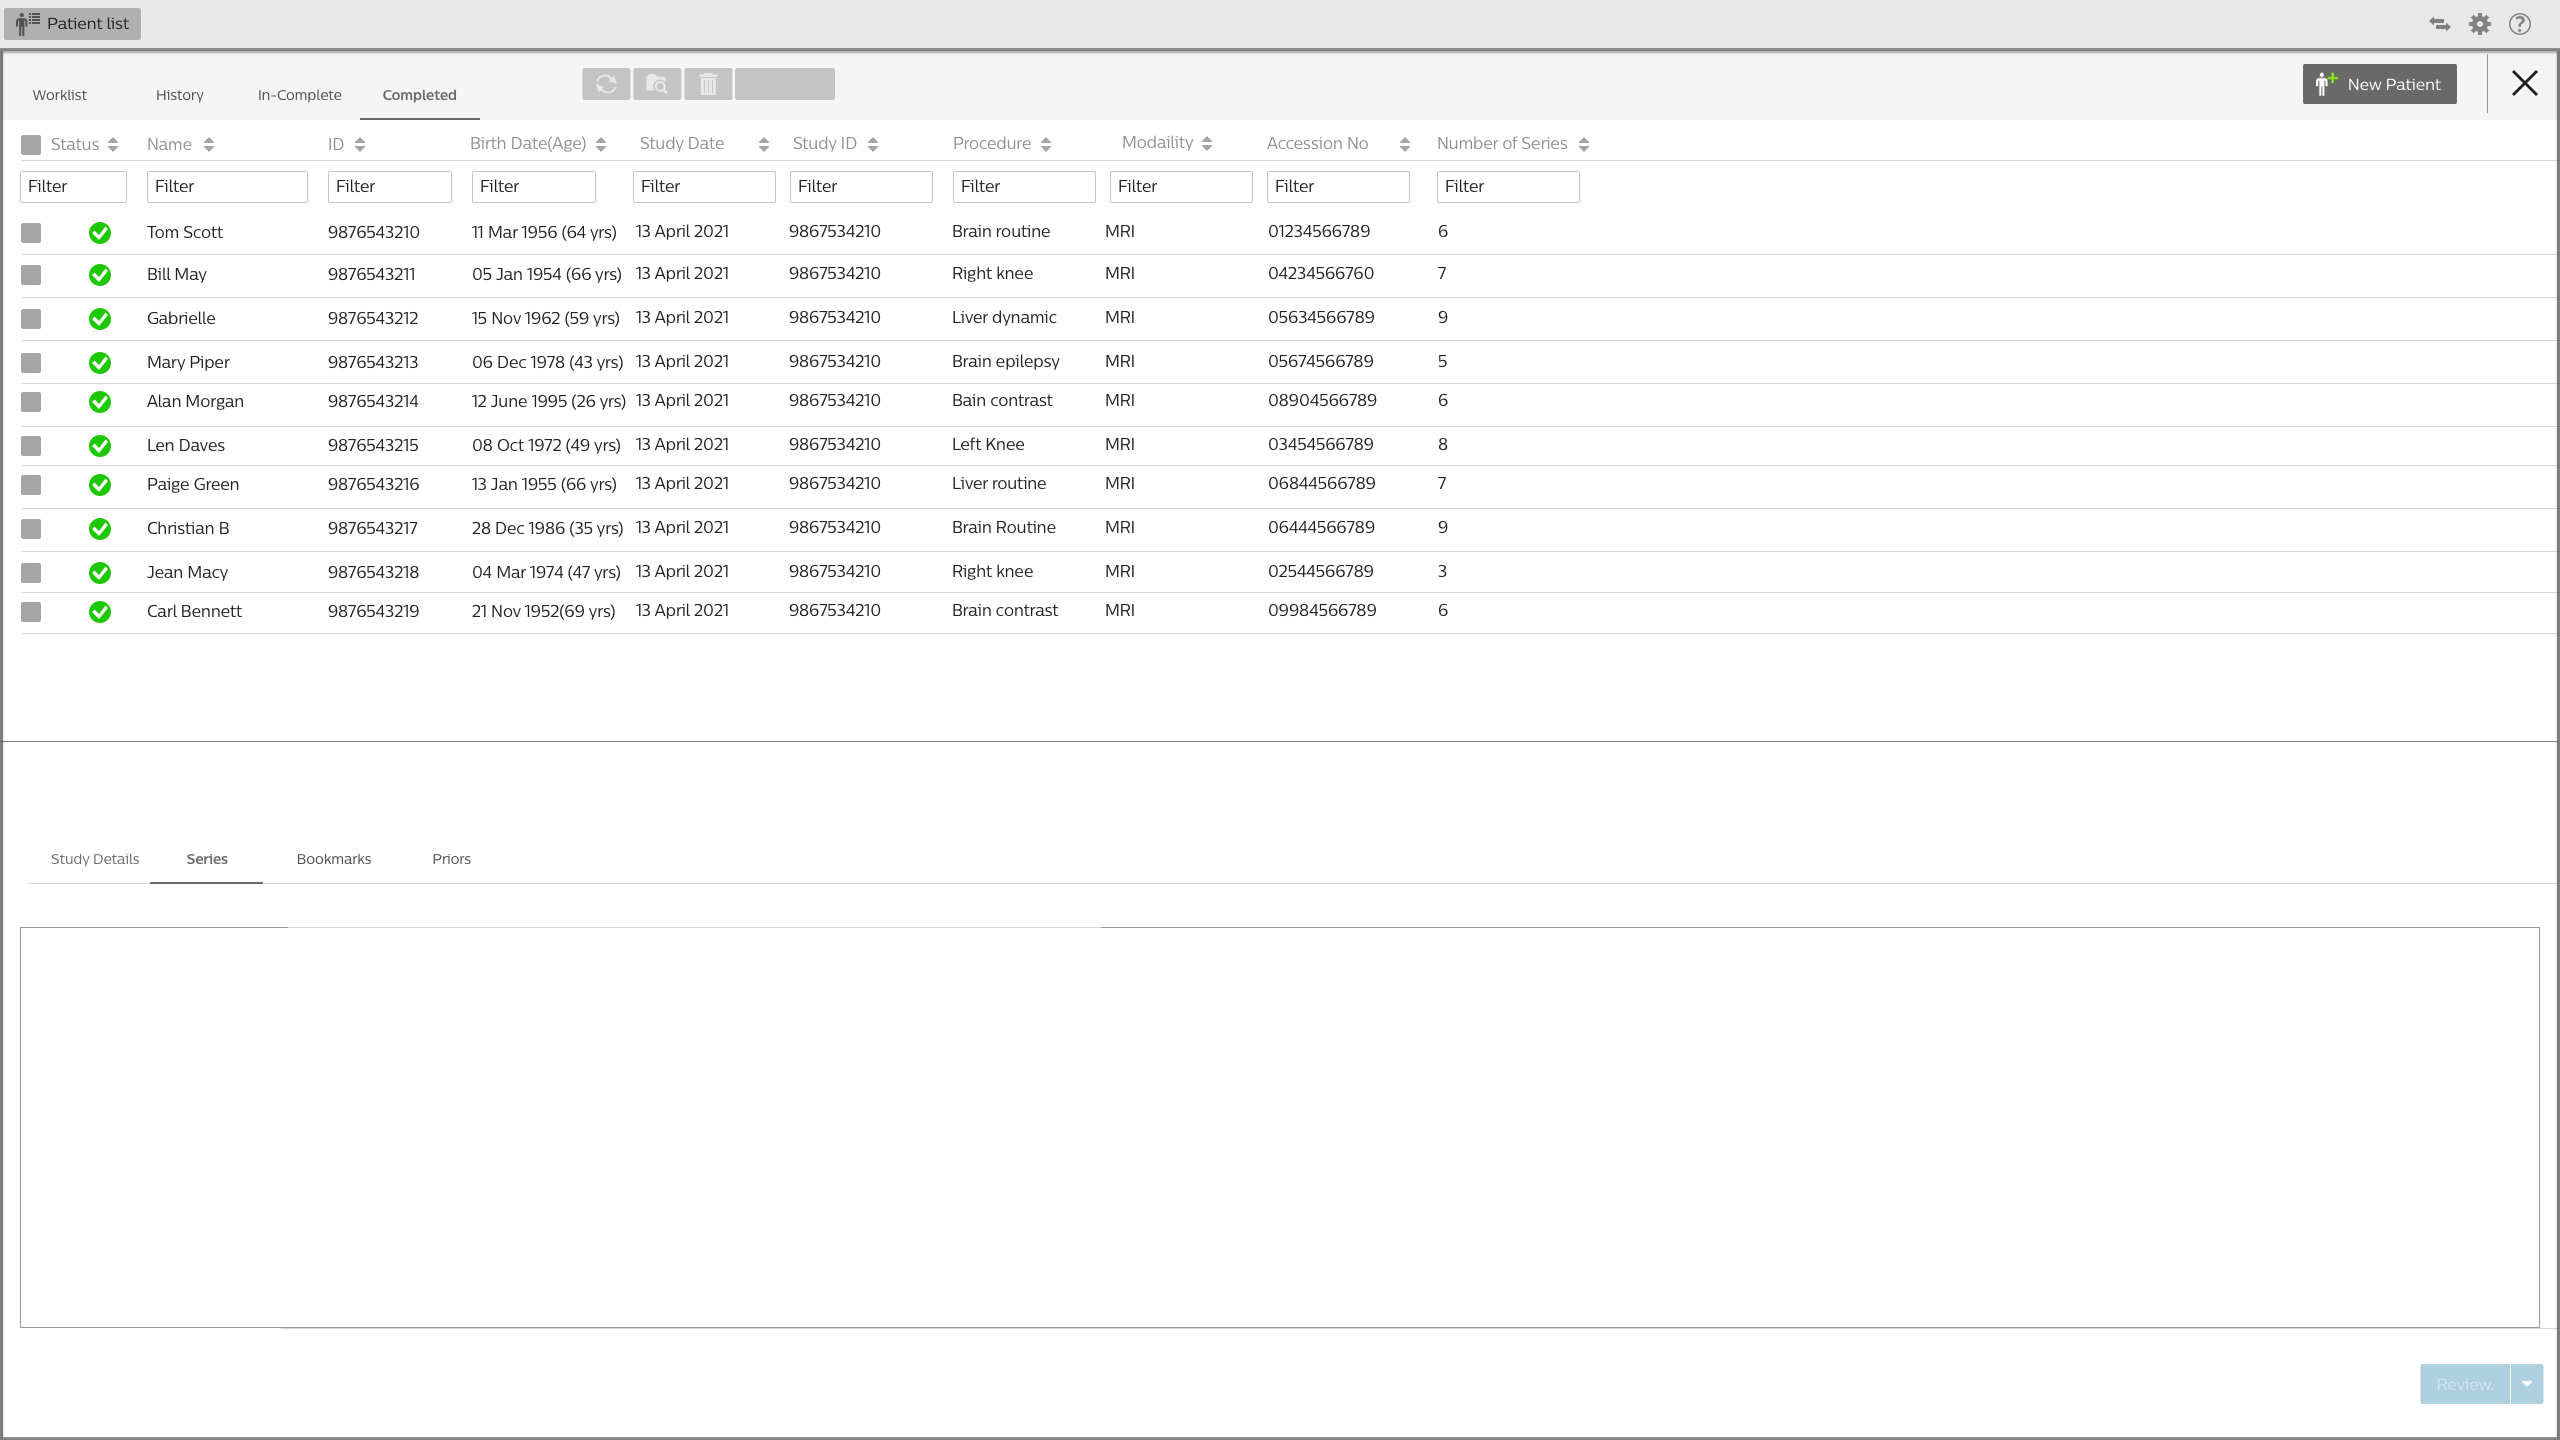 Patient list
Worklist History In-Complete Completed New Patient
Status Name ID Birth Date(Age) Study Date Study ID Procedure Modaility Accession No Number of Series
Filter Filter Filter Filter Filter Filter Filter Filter Filter Filter
Tom Scott 9876543210 11 Mar 1956 (64 yrs) 13 April 2021 9867534210 Brain routine MRI 01234566789 6
Bill May 9876543211 05 Jan 1954 (66 yrs) 13 April 2021 9867534210 Right knee MRI 04234566760 7
Gabrielle 9876543212 15 Nov 1962 (59 yrs) 13 April 2021 9867534210 Liver dynamic MRI 05634566789 9
Mary Piper 9876543213 06 Dec 1978 (43 yrs) 13 April 2021 9867534210 Brain epilepsy MRI 05674566789 5
Alan Morgan 9876543214 12 June 1995 (26 yrs) 13 April 2021 9867534210 Bain contrast MRI 08904566789 6
Len Daves 9876543215 08 Oct 1972 (49 yrs) 13 April 2021 9867534210 Left Knee MRI 03454566789 8
Paige Green 9876543216 13 Jan 1955 (66 yrs) 13 April 2021 9867534210 Liver routine MRI 06844566789 7
Christian B 9876543217 28 Dec 1986 (35 yrs) 13 April 2021 9867534210 Brain Routine MRI 06444566789 9
Jean Macy 9876543218 04 Mar 1974 (47 yrs) 13 April 2021 9867534210 Right knee MRI 02544566789 3
Carl Bennett 9876543219 21 Nov 1952(69 yrs) 13 April 2021 9867534210 Brain contrast MRI 09984566789 6
Study Details Series Bookmarks Priors
Review.